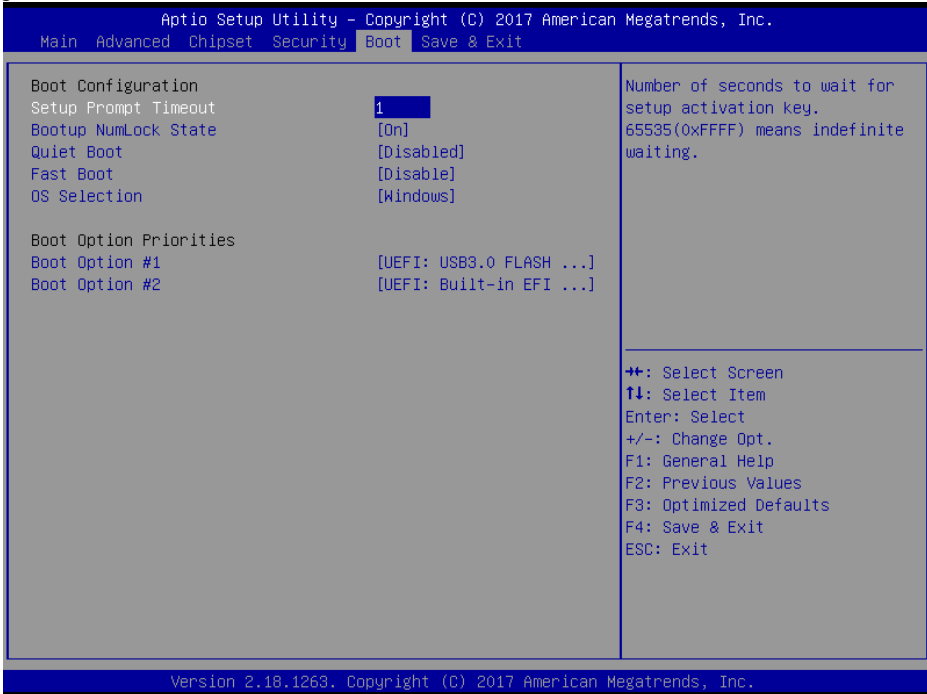 Aptio Setup Utility – Copyright (C) 2017 American Megatrends, Inc.
Main Advanced Chipset Security Boot Save & Exit
Boot Configuration
Setup Prompt Timeout 1
Bootup NumLock State [On]
Quiet Boot [Disabled]
Fast Boot [Disable]
OS Selection [Windows]
Boot Option Priorities
Boot Option #1 [UEFI: USB3.0 FLASH ...]
Boot Option #2 [UEFI: Built-in EFI ...]
Number of seconds to wait for
setup activation key.
65535(0xFFFF) means indefinite
waiting.
→←: Select Screen
↑↓: Select Item
Enter: Select
+/-: Change Opt.
F1: General Help
F2: Previous Values
F3: Optimized Defaults
F4: Save & Exit
ESC: Exit
Version 2.18.1263. Copyright (C) 2017 American Megatrends, Inc.